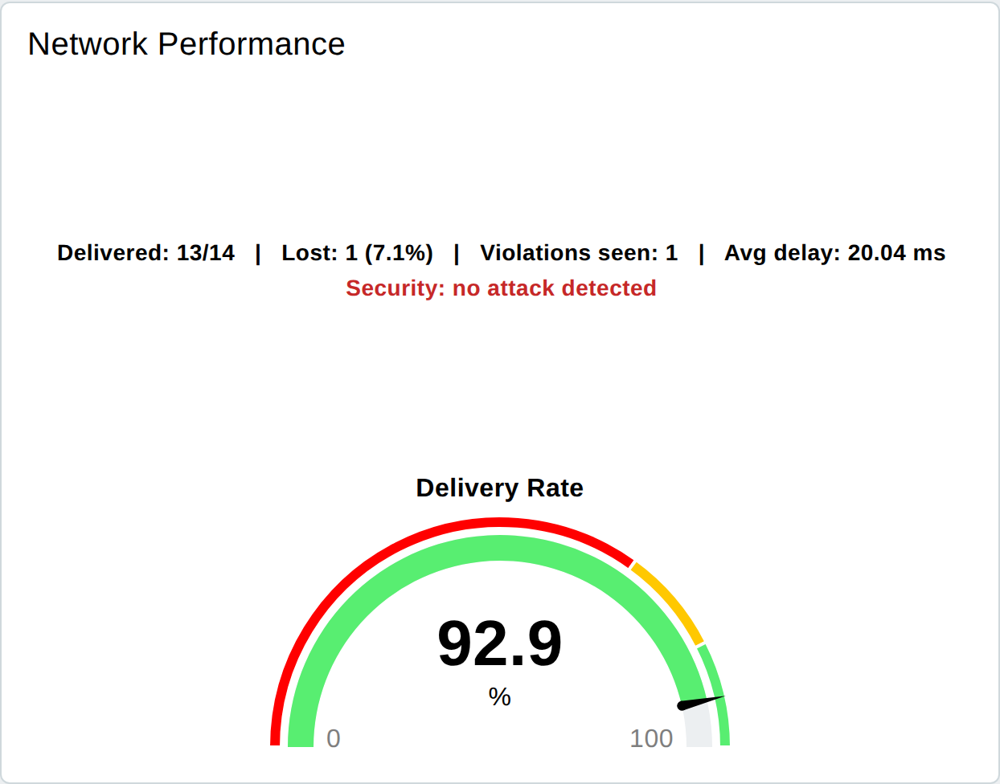 Network Performance
Delivered: 13/14 | Lost: 1 (7.1%) | Violations seen: 1 | Avg delay: 20.04 ms
Security: no attack detected
Delivery Rate
92.9
%
0 100